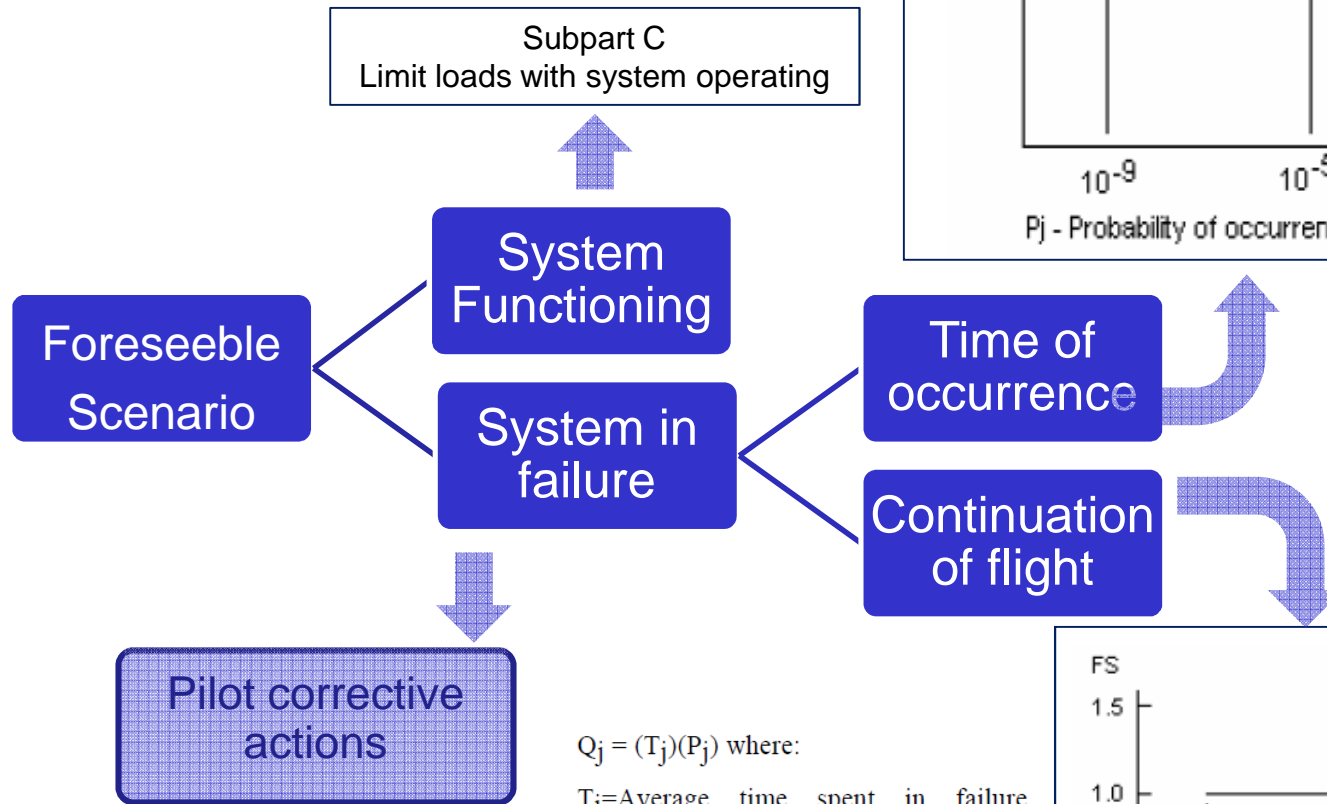 Subpart C
Limit loads with system operating
10-9
10-5
Pj - Probability of
System
Functioning
Foreseeble
Scenario
Time of
occurrence
System in
failure
Continuation
of flight
Pilot corrective
actions
Qj = (Tj)(Pj) where:
Tj=Average time spent in failure
FS
1.5
1.0